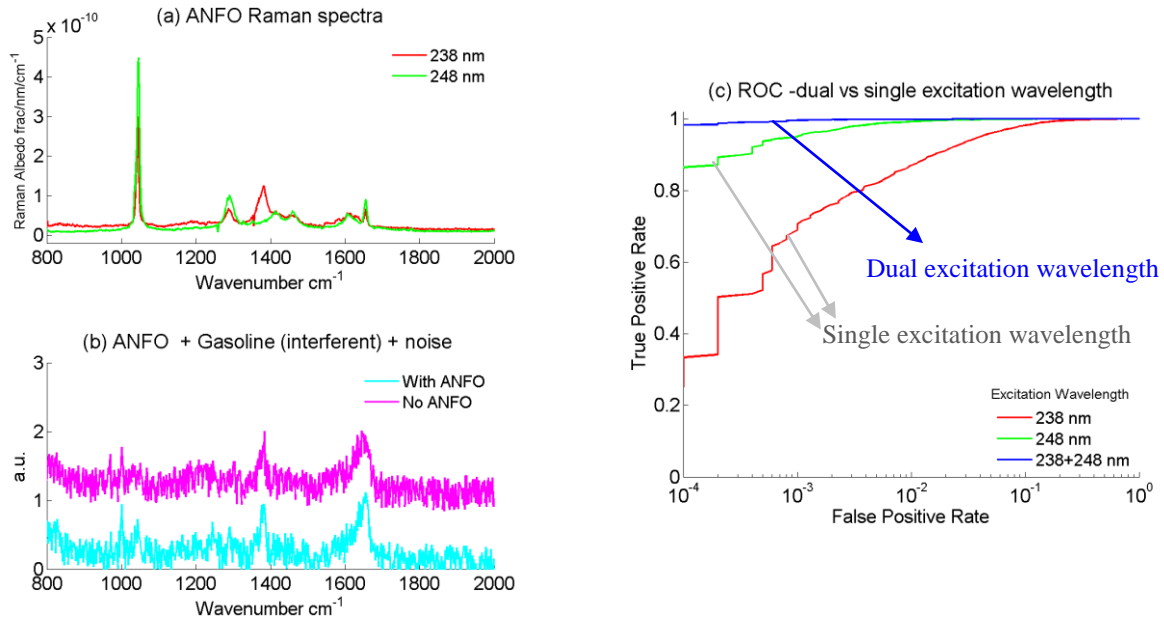 (a) ANFO Raman spectra
5 x 10-10
4
3
2
1
0
Raman Albedo frac/nm/cm-1
238 nm
248 nm
800 1000 1200 1400 1600 1800 2000
Wavenumber cm-1
(b) ANFO + Gasoline (interferent) + noise
3
2
1
0
a.u.
With ANFO
No ANFO
800 1000 1200 1400 1600 1800 2000
Wavenumber cm-1
(c) ROC -dual vs single excitation wavelength
1
0.8
0.6
0.4
0.2
0
True Positive Rate
Dual excitation wavelength
Single excitation wavelength
Excitation Wavelength
238 nm
248 nm
238+248 nm
10-4 10-3 10-2 10-1 100
False Positive Rate